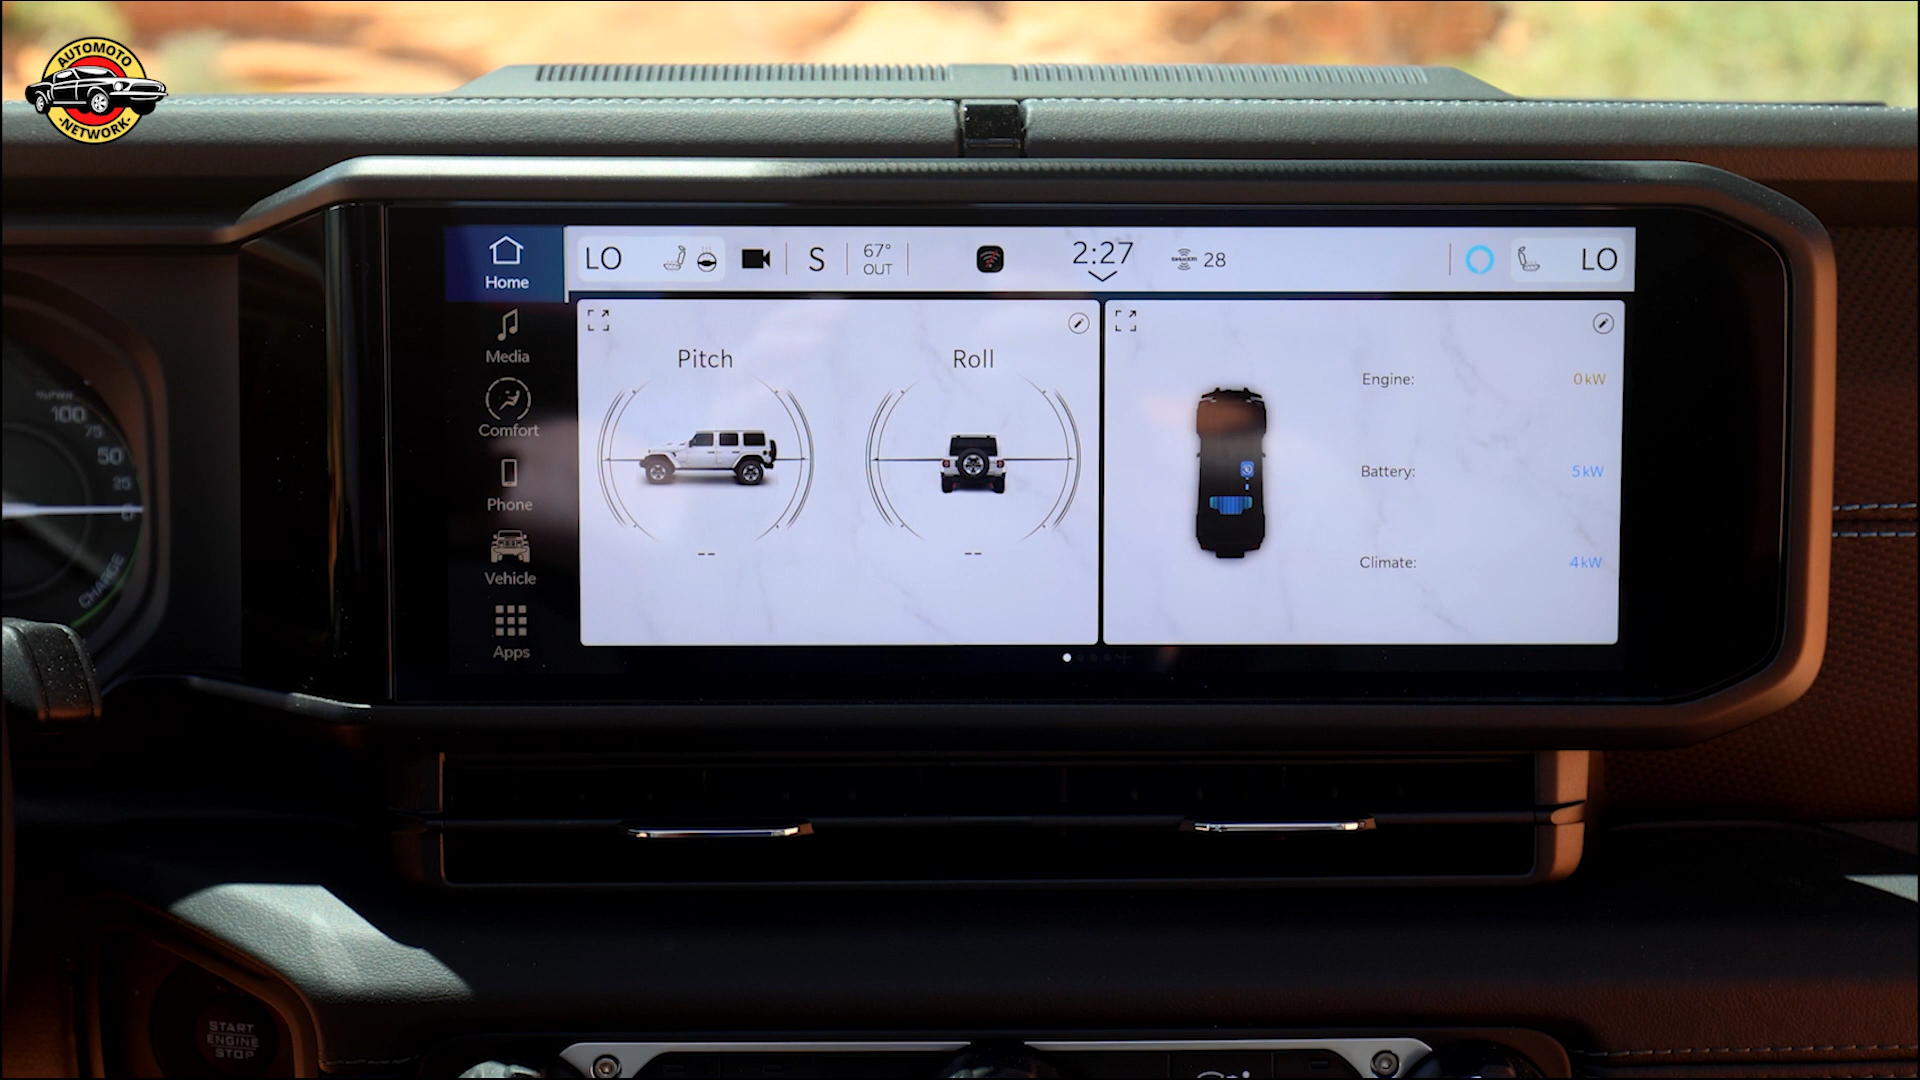 AUTOMOTO
-NETWORK-
Home
LO
S
67°
OUT
2:27
28
LO
Media
Comfort
Phone
Vehicle
Apps
Pitch
Roll
--
--
Engine: 0 kW
Battery: 5 kW
Climate: 4 kW
100
75
50
25
0
CHARGE
START
ENGINE
STOP